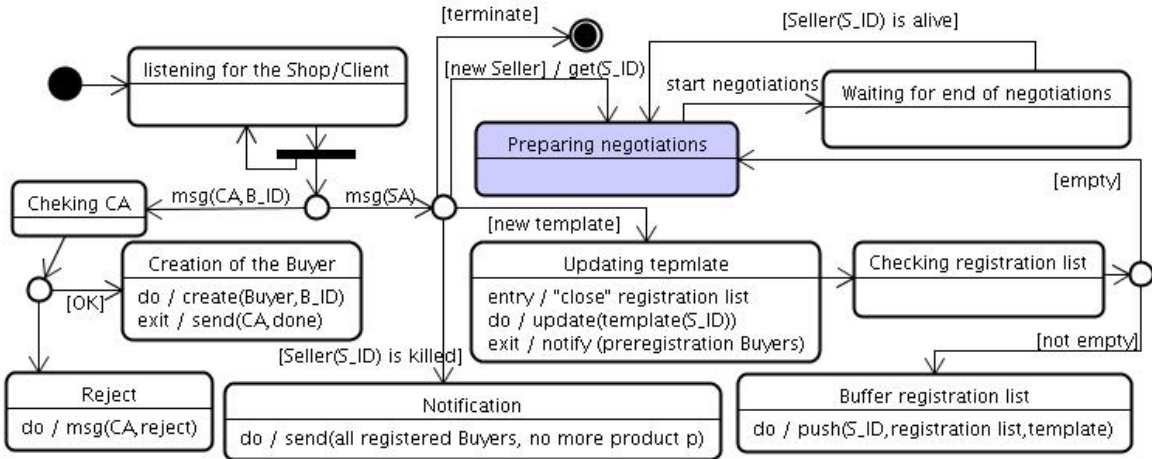 [terminate]
[Seller(S_ID) is alive]
listening for the Shop/Client
[new Seller] / get(S_ID)
start negotiations
Waiting for end of negotiations
Preparing negotiations
msg(CA,B_ID)
msg(SA)
[empty]
Cheking CA
[new template]
Creation of the Buyer
do / create(Buyer,B_ID)
exit / send(CA,done)
[OK]
Updating tepmlate
entry / "close" registration list
do / update(template(S_ID))
exit / notify (preregistration Buyers)
Checking registration list
[Seller(S_ID) is killed]
[not empty]
Reject
do / msg(CA,reject)
Notification
do / send(all registered Buyers, no more product p)
Buffer registration list
do / push(S_ID,registration list,template)